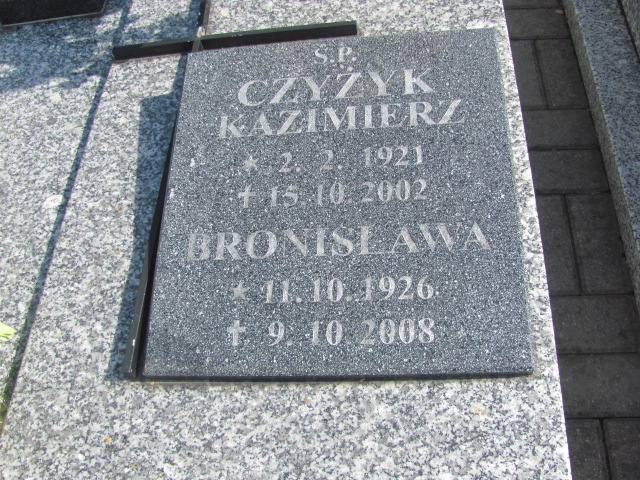 Ś.P.
CZYŻYK
KAZIMIERZ
* 2. 2. 1921
✝ 15.10.2002
BRONISŁAWA
* 11.10.1926
✝ 9.10.2008